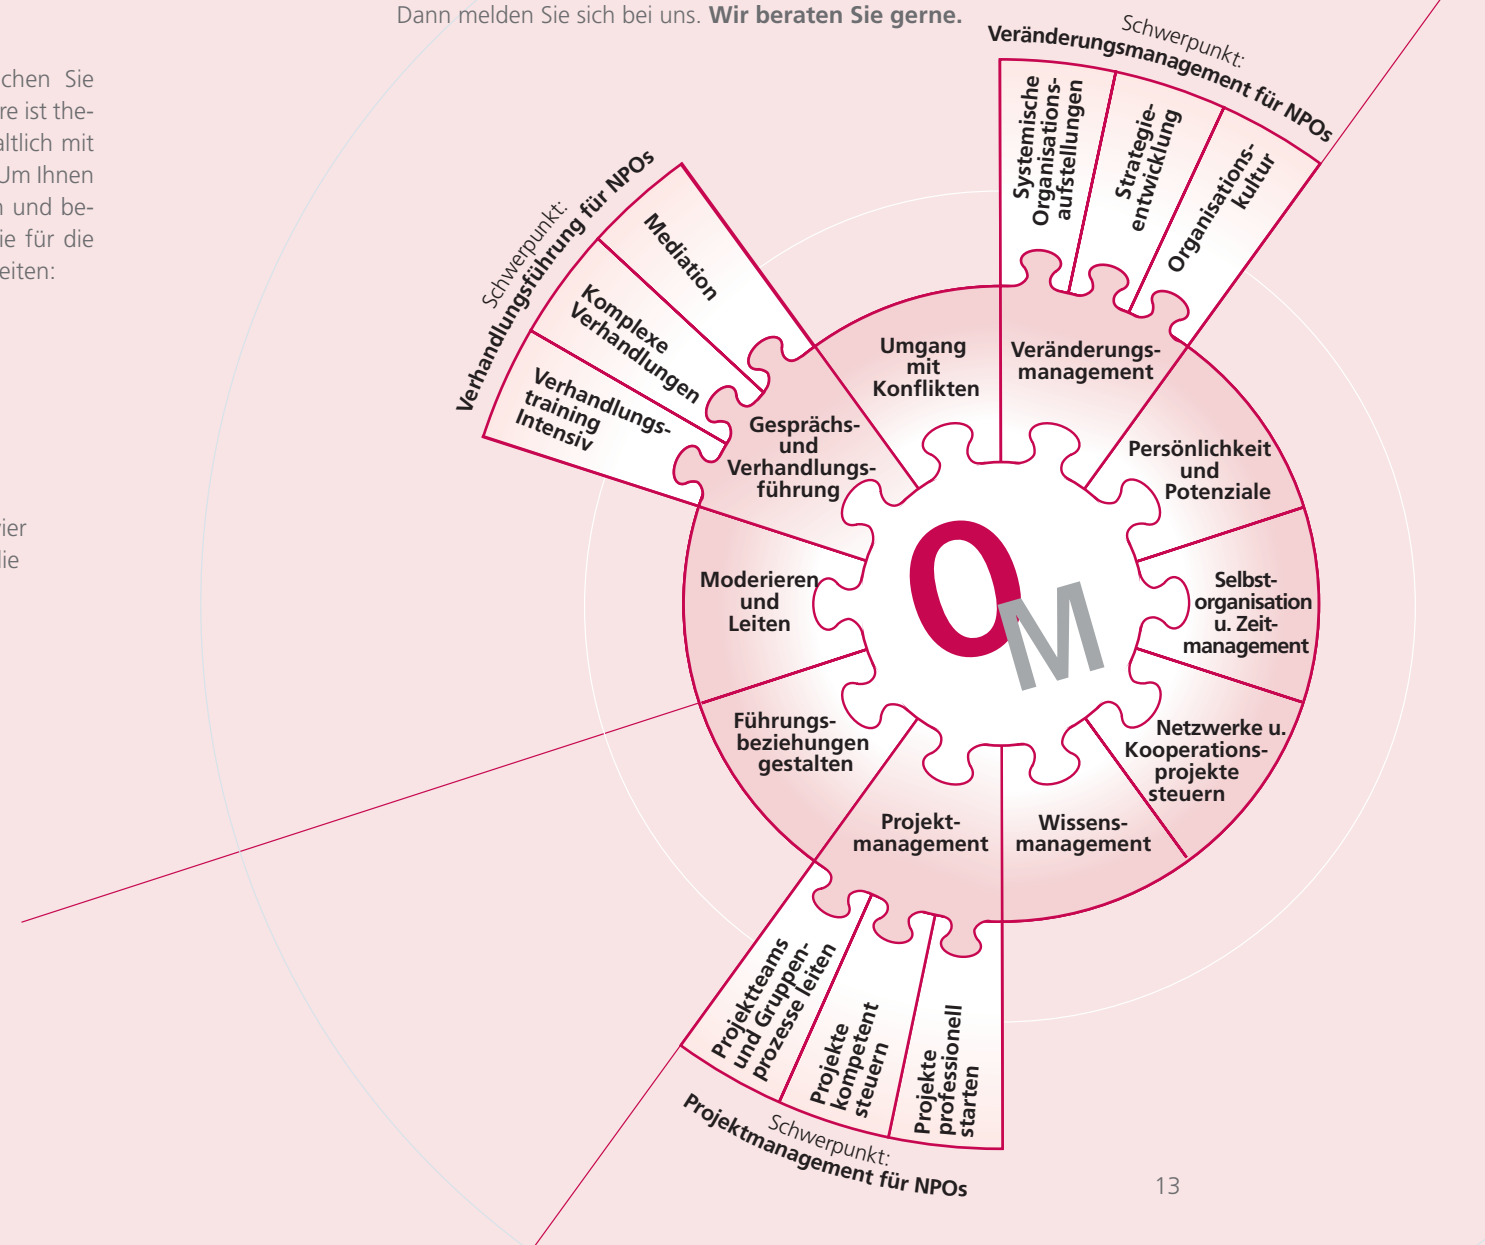 Dann melden Sie sich bei uns. Wir beraten Sie gerne.
chen Sie
re ist the-
altlich mit
Um Ihnen
n und be-
ie für die
eiten:
vier
die
Schwerpunkt:
Veränderungsmanagement für NPOs
Systemische
Organisations-
aufstellungen
Strategie-
entwicklung
Organisations-
kultur
Schwerpunkt:
Verhandlungsführung für NPOs
Mediation
Komplexe
Verhandlungen
Verhandlungs-
training
Intensiv
Umgang
mit
Konflikten
Veränderungs-
management
Gesprächs-
und
Verhandlungs-
führung
Persönlichkeit
und
Potenziale
Moderieren
und
Leiten
OM
Selbst-
organisation
u. Zeit-
management
Führungs-
beziehungen
gestalten
Netzwerke u.
Kooperations-
projekte
steuern
Projekt-
management
Wissens-
management
Projektteams
und Gruppen-
prozesse leiten
Projekte
kompetent
steuern
Projekte
professionell
starten
Schwerpunkt:
Projektmanagement für NPOs
13